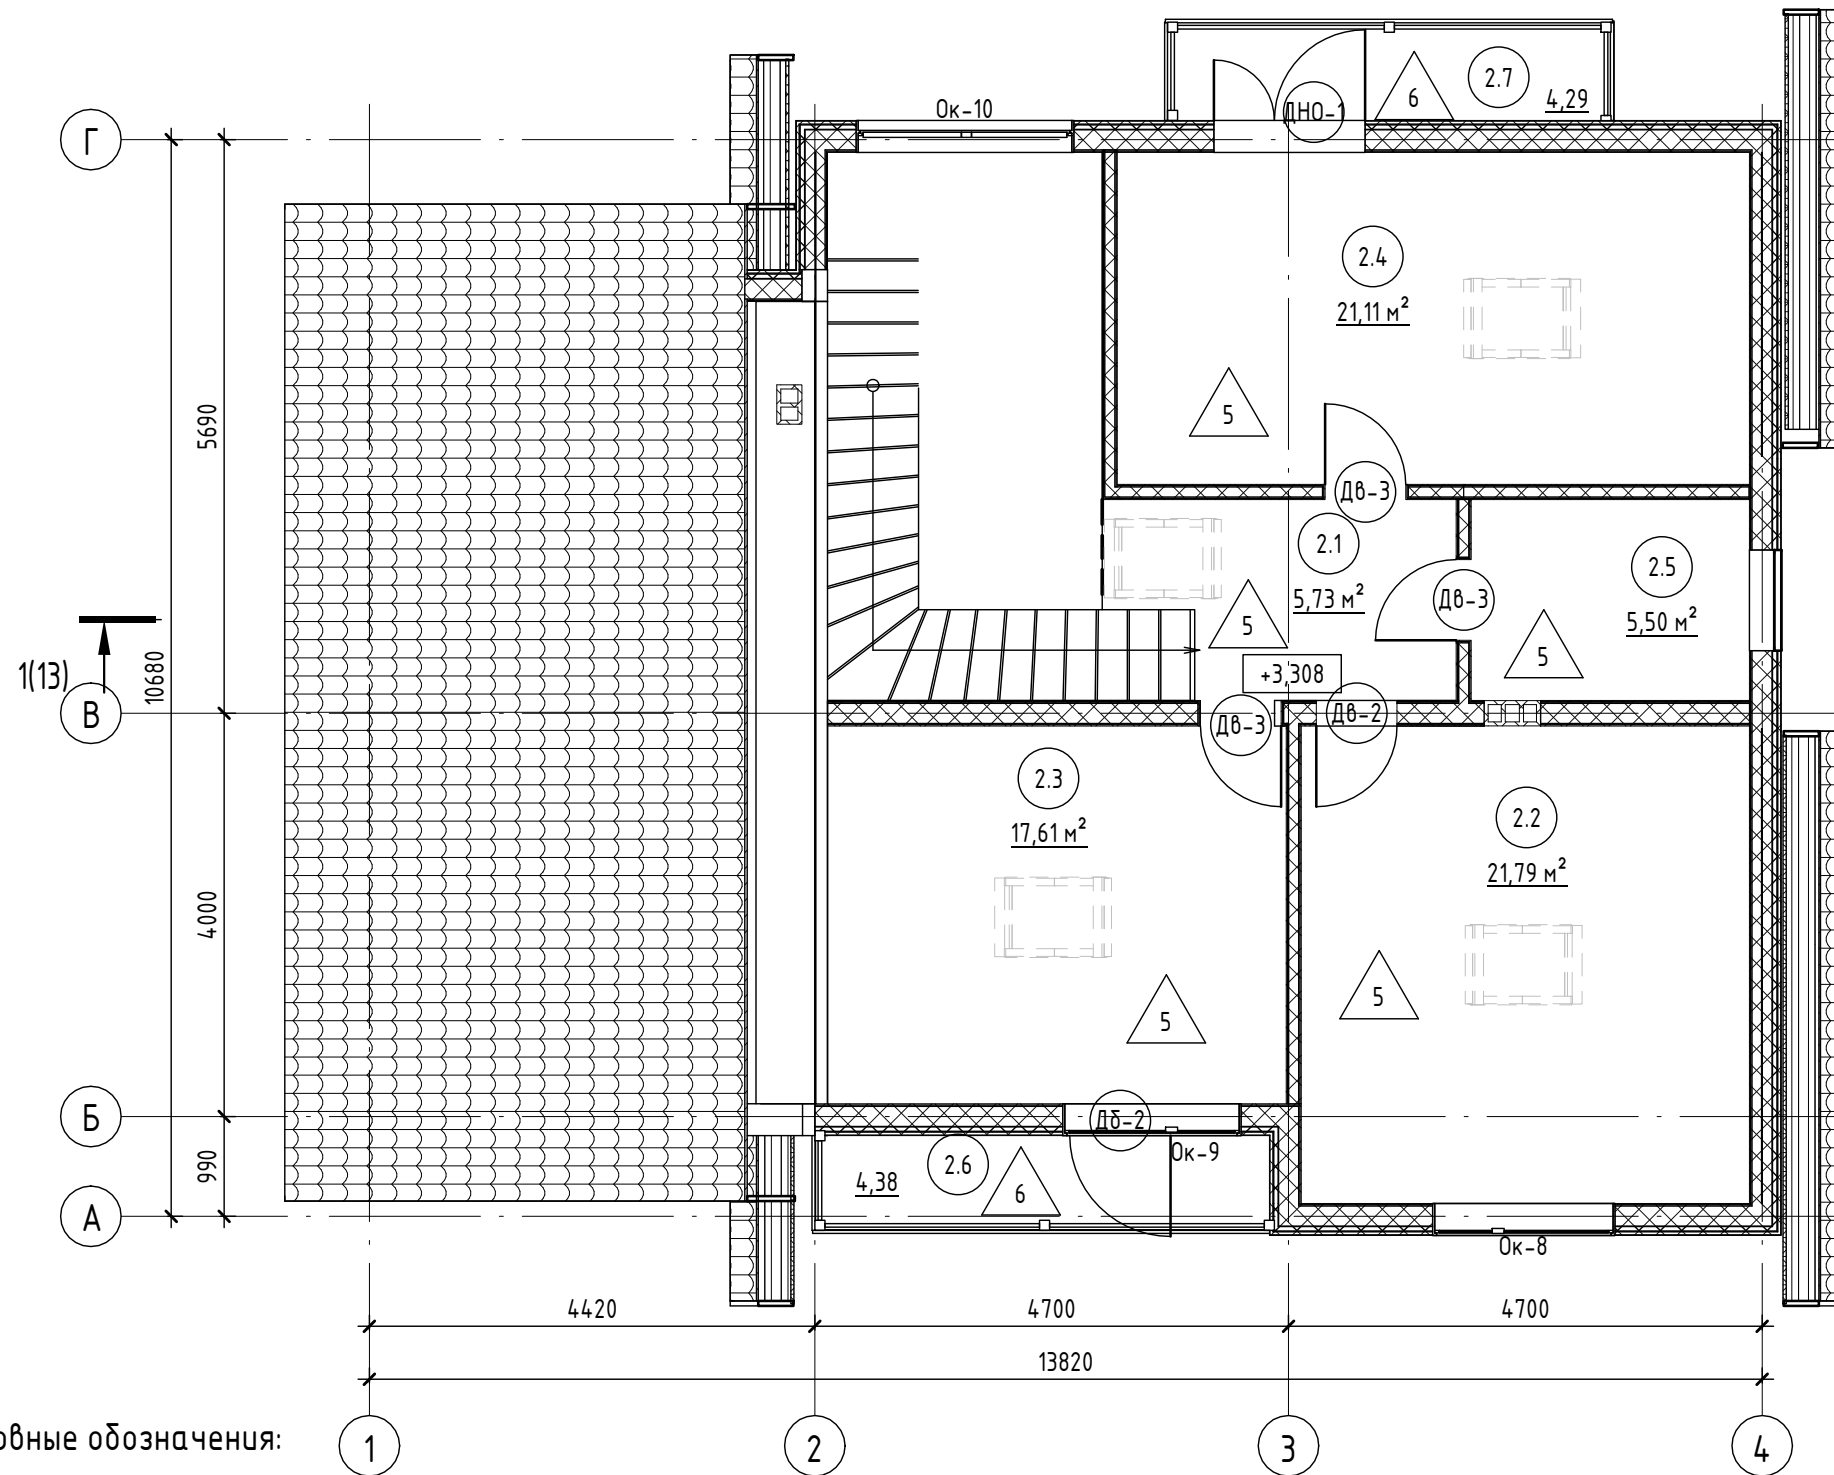 2.7
6
4,29
ДНО-1
Ок-10
Г
2.4
21,11 м²
5
5690
Дв-3
2.1
5,73 м²
5
Дв-3
2.5
5,50 м²
5
+3,308
1(13)
10680
В
Дв-3
Дв-2
2.3
17,61 м²
5
2.2
21,79 м²
5
4000
Б
Дб-2
Ок-9
990
2.6
4,38
6
А
Ок-8
4420
4700
4700
13820
овные обозначения:
1
2
3
4